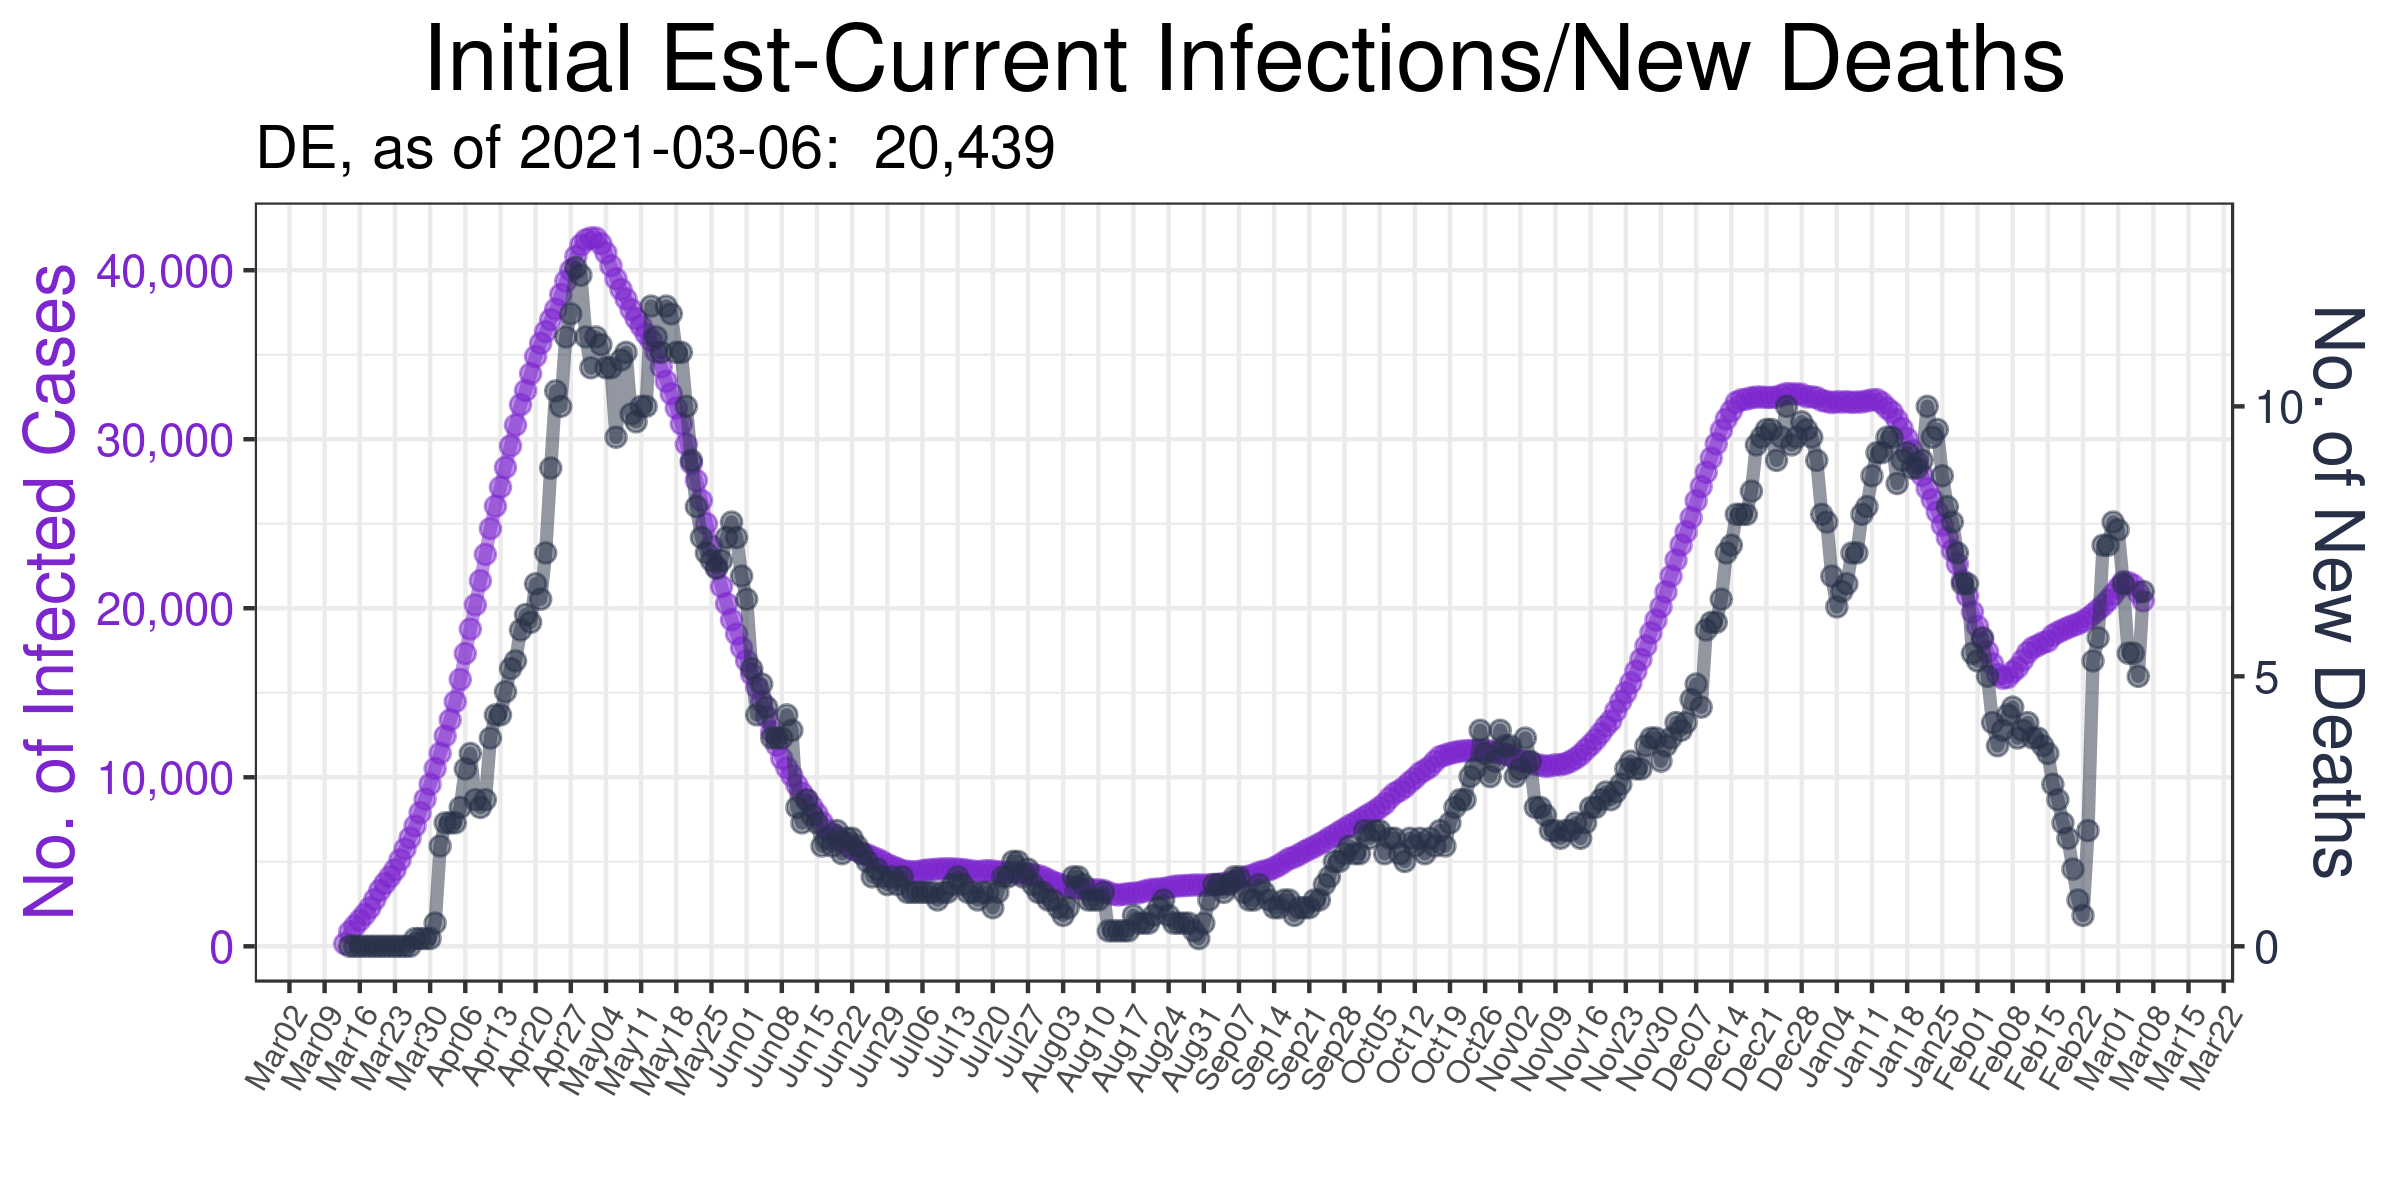 Initial Est-Current Infections/New Deaths
DE, as of 2021-03-06:  20,439
No. of Infected Cases
40,000
30,000
20,000
10,000
0
No. of New Deaths
10
5
0
Mar02
Mar09
Mar16
Mar23
Mar30
Apr06
Apr13
Apr20
Apr27
May04
May11
May18
May25
Jun01
Jun08
Jun15
Jun22
Jun29
Jul06
Jul13
Jul20
Jul27
Aug03
Aug10
Aug17
Aug24
Aug31
Sep07
Sep14
Sep21
Sep28
Oct05
Oct12
Oct19
Oct26
Nov02
Nov09
Nov16
Nov23
Nov30
Dec07
Dec14
Dec21
Dec28
Dec04
Jan11
Jan18
Jan25
Jan25
Feb01
Feb08
Feb15
Feb22
Mar01
Mar08
Mar15
Mar22